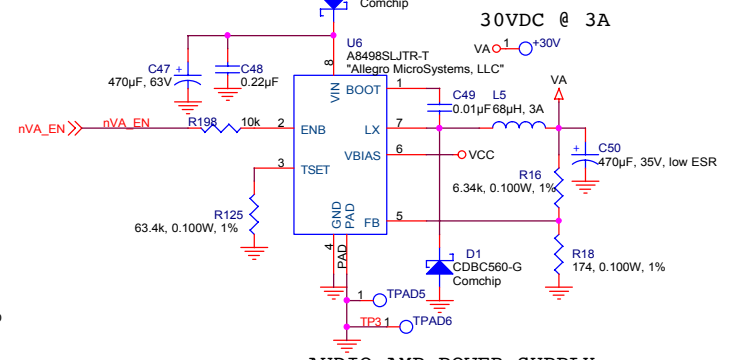 Comchip
30VDC @ 3A
U6
A8498SLJTR-T
"Allegro MicroSystems, LLC"
VA 1 +30V
C47
470µF, 63V
+
C48
0.22µF
8
VIN
BOOT 1
C49
0.01µF
L5
68µH, 3A
VA
nVA_EN
nVA_EN
R198 10k
2 ENB
LX 7
VBIAS 6
VCC
+
C50
470µF, 35V, low ESR
3 TSET
R16
6.34k, 0.100W, 1%
R125
63.4k, 0.100W, 1%
GND
PAD
FB 5
4
PAD
D1
CDBC560-G
Comchip
R18
174, 0.100W, 1%
1 TPAD5
TP3 1 TPAD6
AUDIO AMP POWER SUPPLY